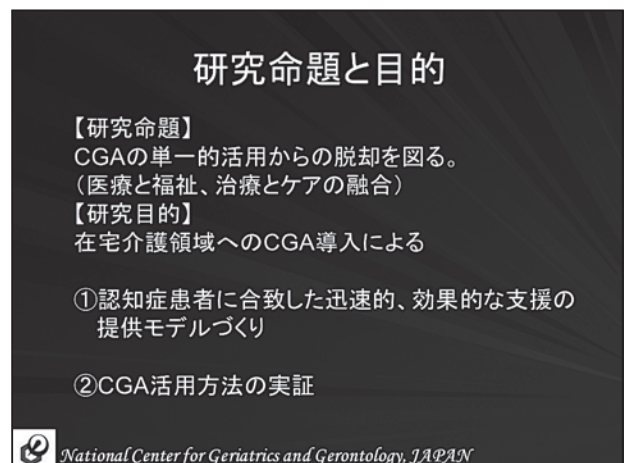 研究命題と目的
【研究命題】
CGAの単一的活用からの脱却を図る。
（医療と福祉、治療とケアの融合）
【研究目的】
在宅介護領域へのCGA導入による
①認知症患者に合致した迅速的、効果的な支援の
提供モデルづくり
②CGA活用方法の実証
National Center for Geriatrics and Gerontology, JAPAN